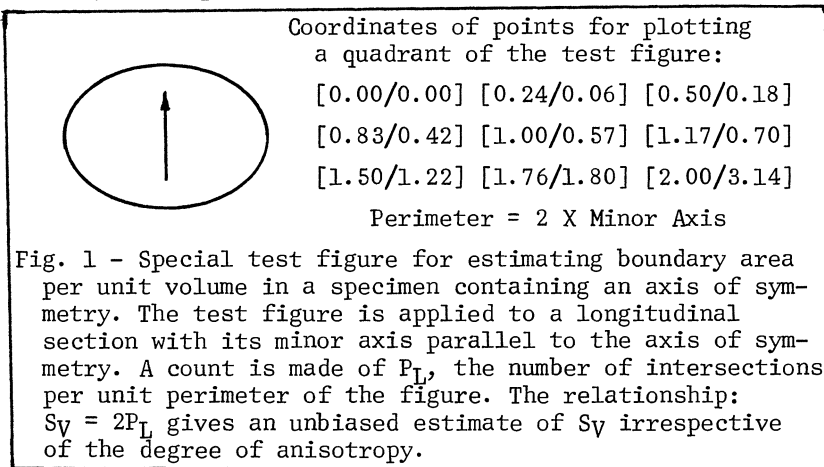 Coordinates of points for plotting
a quadrant of the test figure:
[0.00/0.00] [0.24/0.06] [0.50/0.18]
[0.83/0.42] [1.00/0.57] [1.17/0.70]
[1.50/1.22] [1.76/1.80] [2.00/3.14]
Perimeter = 2 X Minor Axis
Fig. 1 - Special test figure for estimating boundary area
per unit volume in a specimen containing an axis of sym-
metry. The test figure is applied to a longitudinal
section with its minor axis parallel to the axis of sym-
metry. A count is made of PL, the number of intersections
per unit perimeter of the figure. The relationship:
SV = 2PL gives an unbiased estimate of SV irrespective
of the degree of anisotropy.